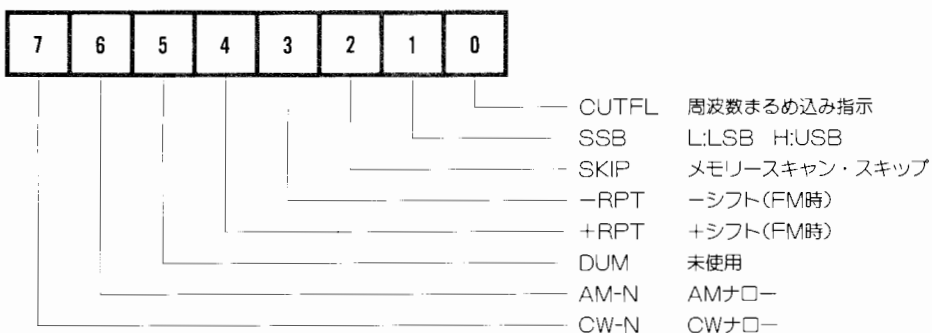 7 6 5 4 3 2 1 0
CUTFL 周波数まるめ込み指示
SSB L:LSB H:USB
SKIP メモリースキャン・スキップ
−RPT −シフト(FM時)
+RPT +シフト(FM時)
DUM 未使用
AM-N AMナロー
CW-N CWナロー